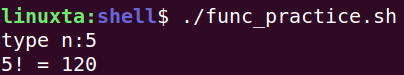 linuxta:shell$ ./func_practice.sh
type n:5
5! = 120